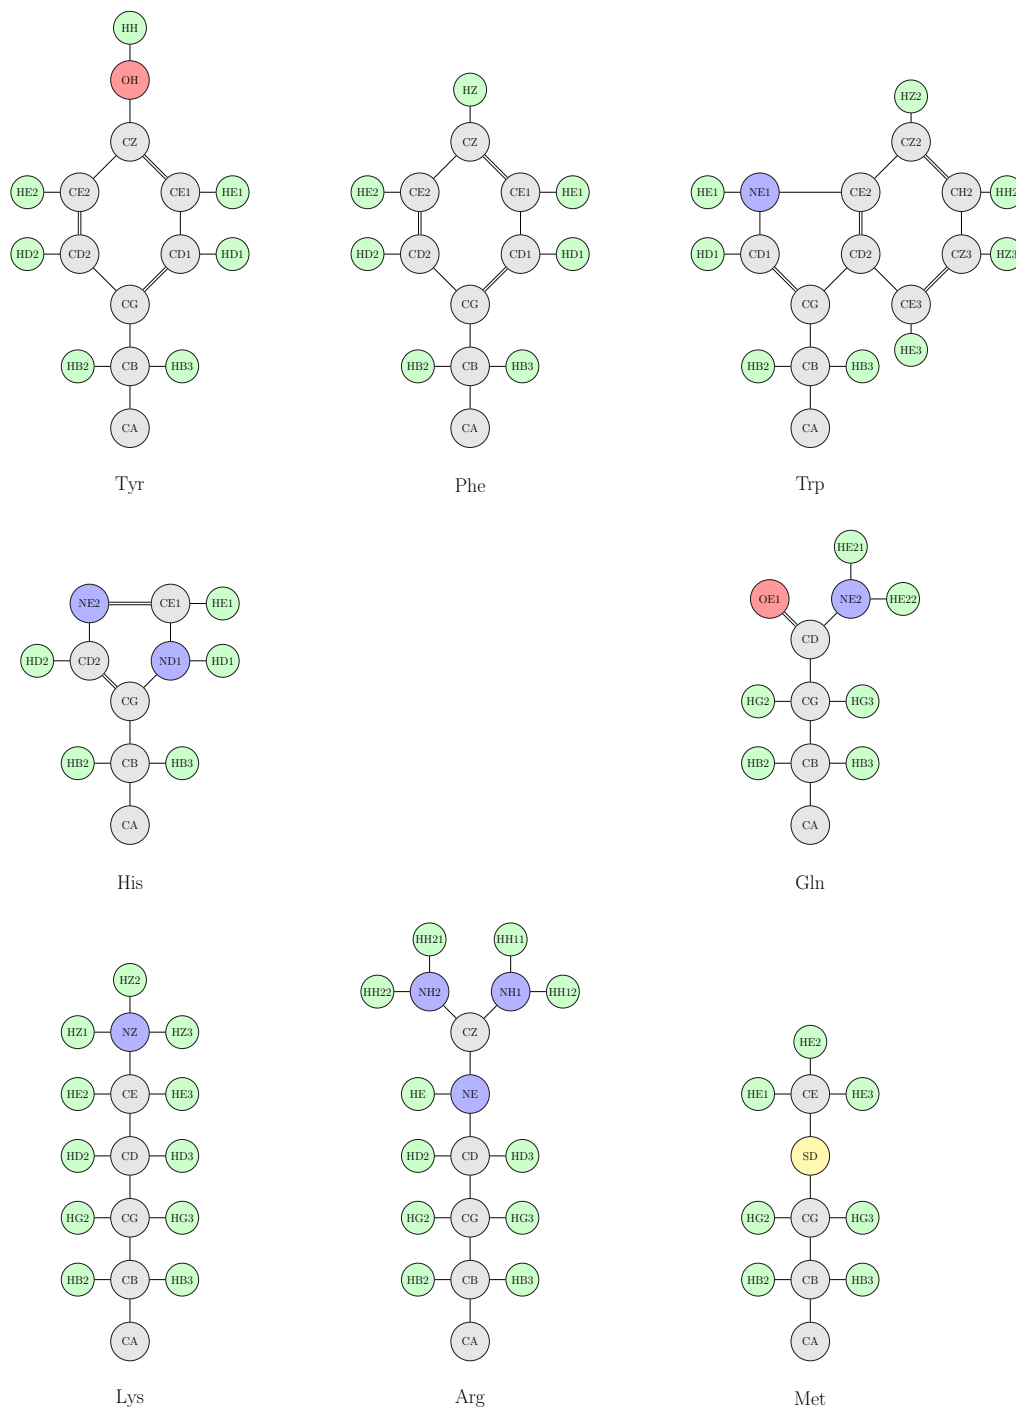 HH
OH
HZ
HZ2
CZ
CZ
CZ2
HE2 CE2 CE1 HE1
HE2 CE2 CE1 HE1
HE1 NE1 CE2 CH2 HH2
HD2 CD2 CD1 HD1
HD2 CD2 CD1 HD1
HD1 CD1 CD2 CZ3 HZ3
CG
CG
CG CE3
HE3
HB2 CB HB3
HB2 CB HB3
HB2 CB HB3
CA
CA
CA
Tyr
Phe
Trp
HE21
NE2 CE1 HE1
OE1 NE2 HE22
CD
HD2 CD2 ND1 HD1
CG
HG2 CG HG3
HB2 CB HB3
HB2 CB HB3
CA
CA
His
Gln
HH21 HH11
HZ2
HH22 NH2 NH1 HH12
HZ1 NZ HZ3
CZ
HE2
HE2 CE HE3
HE NE
HE1 CE HE3
HD2 CD HD3
HD2 CD HD3
SD
HG2 CG HG3
HG2 CG HG3
HG2 CG HG3
HB2 CB HB3
HB2 CB HB3
HB2 CB HB3
CA
CA
CA
Lys
Arg
Met